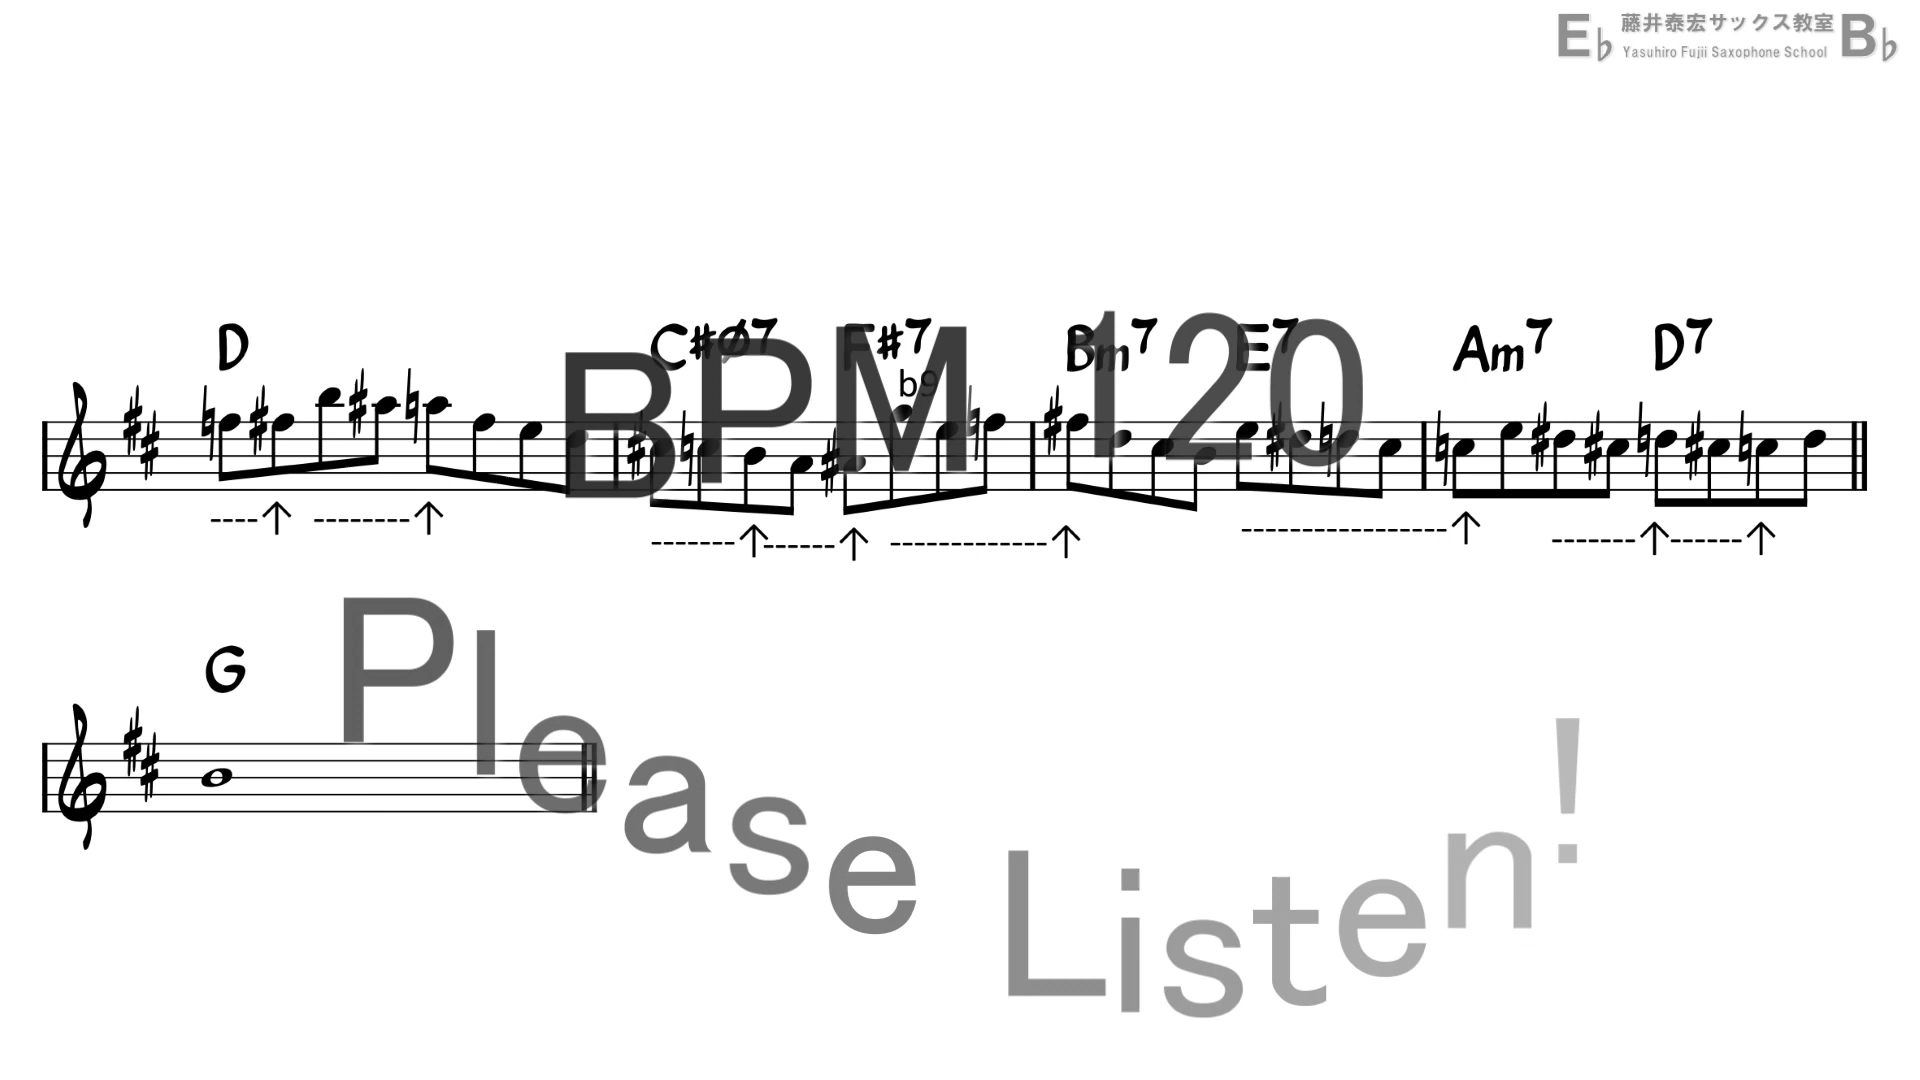 E♭ 藤井泰宏サックス教室 B♭
Yasuhiro Fujii Saxophone School
D C#ø7 F#7 Bm7 E7 Am7 D7
b9
BPM 120
G
Please Listen!